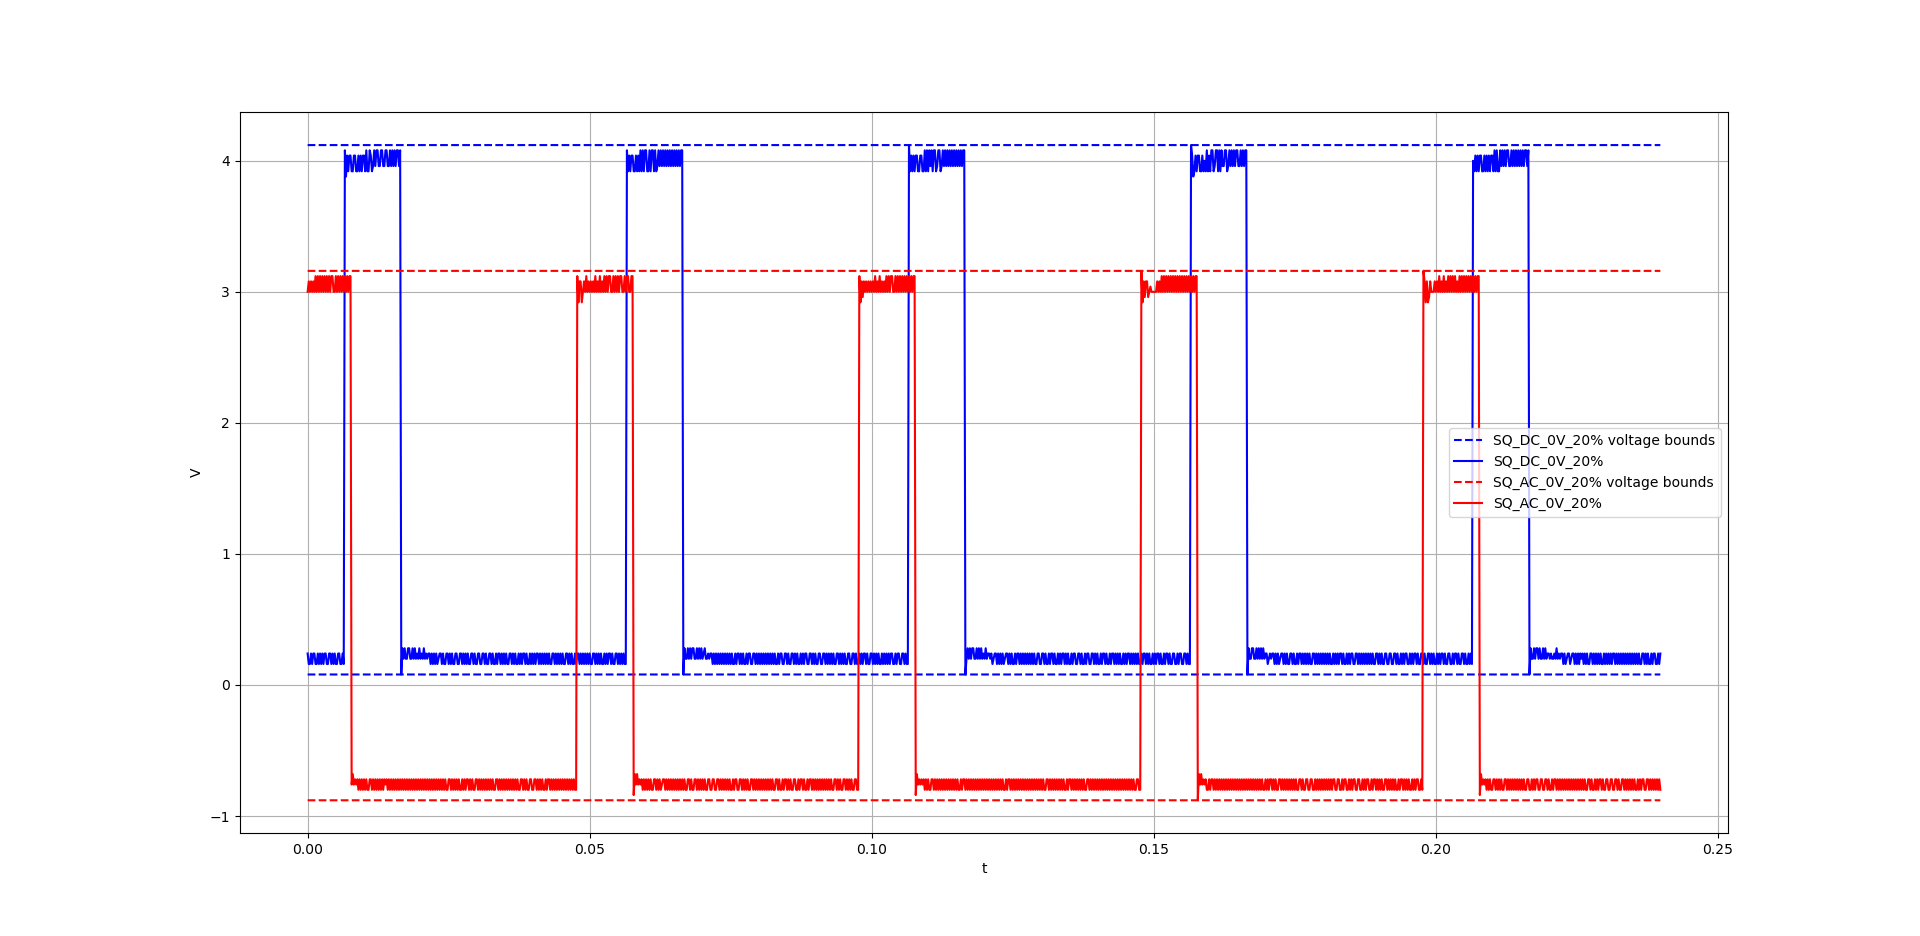 4
3
2
1
0
−1
V
0.00 0.05 0.10 0.15 0.20 0.25
t
SQ_DC_0V_20% voltage bounds
SQ_DC_0V_20%
SQ_AC_0V_20% voltage bounds
SQ_AC_0V_20%